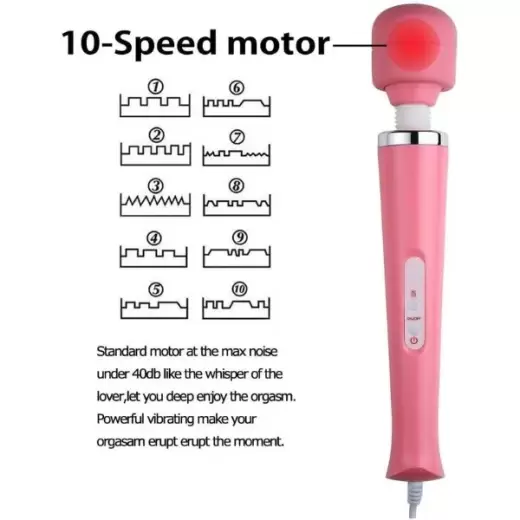 10-Speed motor
① ⑥
② ⑦
③ ⑧
④ ⑨
⑤ ⑩
Standard motor at the max noise
under 40db like the whisper of the
lover,let you deep enjoy the orgasm.
Powerful vibrating make your
orgasam erupt erupt the moment.
ON/OFF